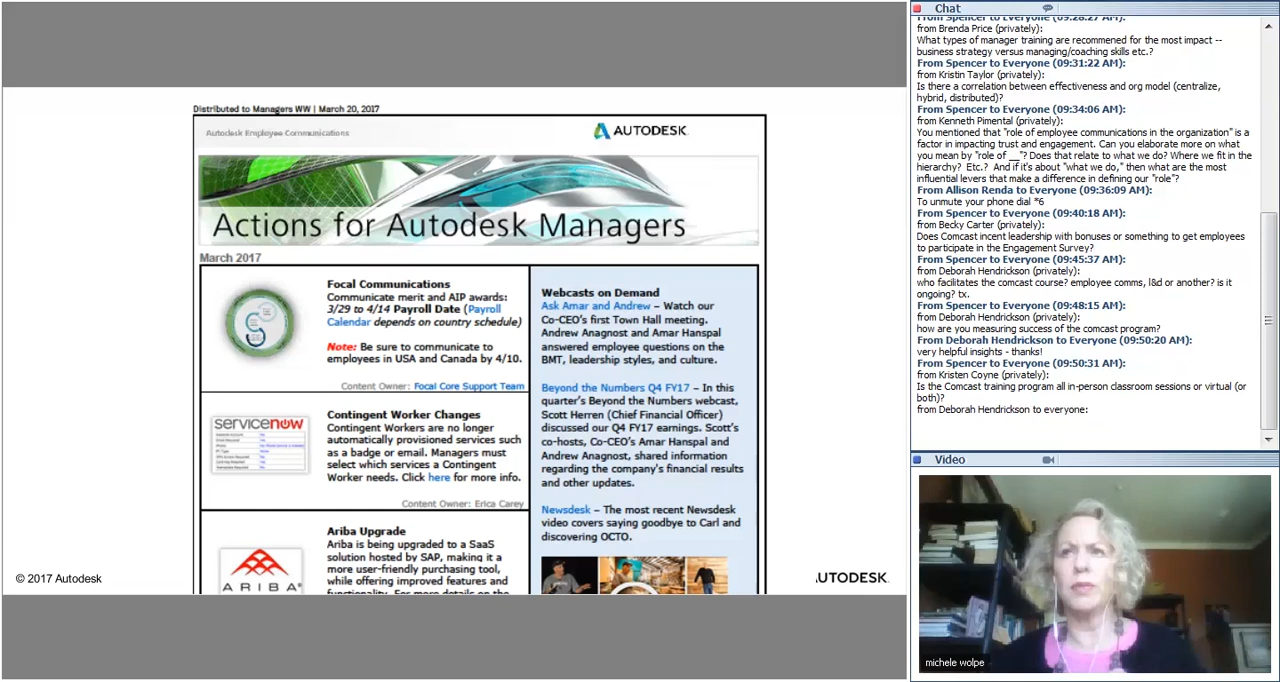 Distributed to Managers WW | March 20, 2017
Autodesk Employee Communications
AUTODESK.
Actions for Autodesk Managers
March 2017
Focal Communications
Communicate merit and AIP awards:
3/29 to 4/14 Payroll Date (Payroll
Calendar depends on country schedule)
Note: Be sure to communicate to
employees in USA and Canada by 4/10.
Content Owner: Focal Core Support Team
servicenow
Contingent Worker Changes
Contingent Workers are no longer
automatically provisioned services such
as a badge or email. Managers must
select which services a Contingent
Worker needs. Click here for more info.
Content Owner: Erica Carey
ARIBA
Ariba Upgrade
Ariba is being upgraded to a SaaS
solution hosted by SAP, making it a
more user-friendly purchasing tool,
while offering improved features and
functionality. For more details on the
Webcasts on Demand
Ask Amar and Andrew – Watch our
Co-CEO's first Town Hall meeting.
Andrew Anagnost and Amar Hanspal
answered employee questions on the
BMT, leadership styles, and culture.
Beyond the Numbers Q4 FY17 – In this
quarter's Beyond the Numbers webcast,
Scott Herren (Chief Financial Officer)
discussed our Q4 FY17 earnings. Scott's
co-hosts, Co-CEO's Amar Hanspal and
Andrew Anagnost, shared information
regarding the company's financial results
and other updates.
Newsdesk – The most recent Newsdesk
video covers saying goodbye to Carl and
discovering OCTO.
© 2017 Autodesk
AUTODESK.
Chat
From Spencer to Everyone (09:28:27 AM):
from Brenda Price (privately):
What types of manager training are recommened for the most impact --
business strategy versus managing/coaching skills etc.?
From Spencer to Everyone (09:31:22 AM):
from Kristin Taylor (privately):
Is there a correlation between effectiveness and org model (centralize,
hybrid, distributed)?
From Spencer to Everyone (09:34:06 AM):
from Kenneth Pimental (privately):
You mentioned that "role of employee communications in the organization" is a
factor in impacting trust and engagement. Can you elaborate more on what
you mean by "role of __"? Does that relate to what we do? Where we fit in the
hierarchy? Etc.? And if it's about "what we do," then what are the most
influential levers that make a difference in defining our "role"?
From Allison Renda to Everyone (09:36:09 AM):
To unmute your phone dial *6
From Spencer to Everyone (09:40:18 AM):
from Becky Carter (privately):
Does Comcast incent leadership with bonuses or something to get employees
to participate in the Engagement Survey?
From Spencer to Everyone (09:45:37 AM):
from Deborah Hendrickson (privately):
who facilitates the comcast course? employee comms, l&d or another? is it
ongoing? tx.
From Spencer to Everyone (09:48:15 AM):
from Deborah Hendrickson (privately):
how are you measuring success of the comcast program?
From Deborah Hendrickson to Everyone (09:50:20 AM):
very helpful insights - thanks!
From Spencer to Everyone (09:50:31 AM):
from Kristen Coyne (privately):
Is the Comcast training program all in-person classroom sessions or virtual (or
both)?
from Deborah Hendrickson to everyone:
Video
michele wolpe